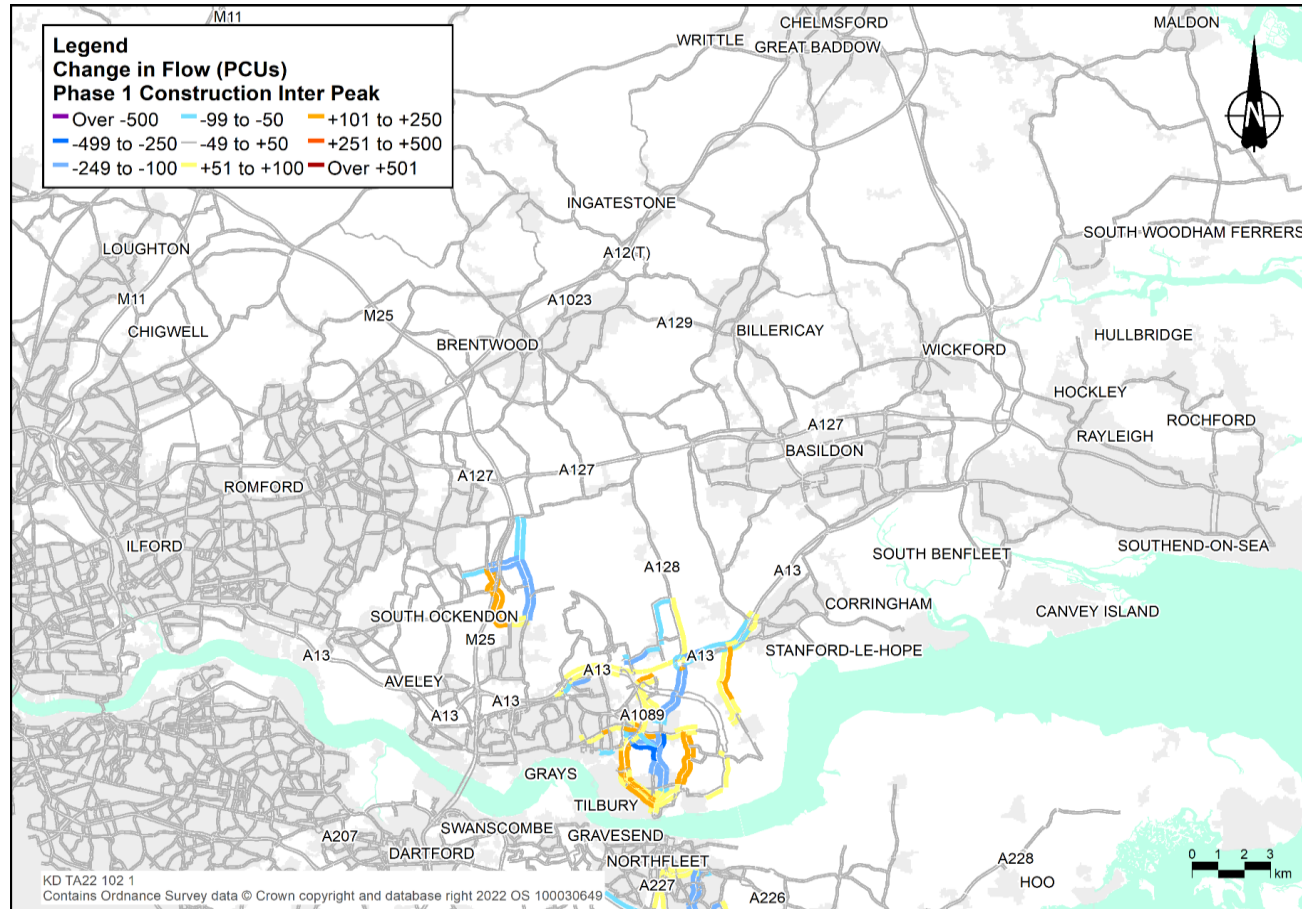 M11
CHELMSFORD
MALDON
WRITTLE
GREAT BADDOW
Legend
Change in Flow (PCUs)
Phase 1 Construction Inter Peak
Over -500 -99 to -50 +101 to +250
-499 to -250 -49 to +50 +251 to +500
-249 to -100 +51 to +100 Over +501
N
INGATESTONE
SOUTH WOODHAM FERRERS
LOUGHTON
A12(T)
M11
A1023
M25
CHIGWELL
A129
BILLERICAY
HULLBRIDGE
BRENTWOOD
WICKFORD
HOCKLEY
ROCHFORD
A127
RAYLEIGH
BASILDON
A127
A127
ROMFORD
ILFORD
SOUTH BENFLEET
SOUTHEND-ON-SEA
A128
A13
CORRINGHAM
CANVEY ISLAND
SOUTH OCKENDON
M25
STANFORD-LE-HOPE
A13
A13
A13
AVELEY
A13
A13
A1089
GRAYS
TILBURY
SWANSCOMBE
GRAVESEND
A207
DARTFORD
NORTHFLEET
A228
HOO
A227
A226
0 1 2 3
km
KD TA22 102 1
Contains Ordnance Survey data © Crown copyright and database right 2022 OS 100030649